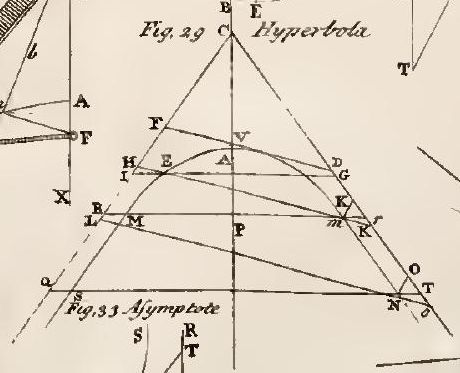 B E
Fig. 29 C Hyperbola
b
T
A
F V
F
H E A D
I G
X
K
B M m r
L P K
Q S O
N T o
Fig. 33 Asymptote
S R
T